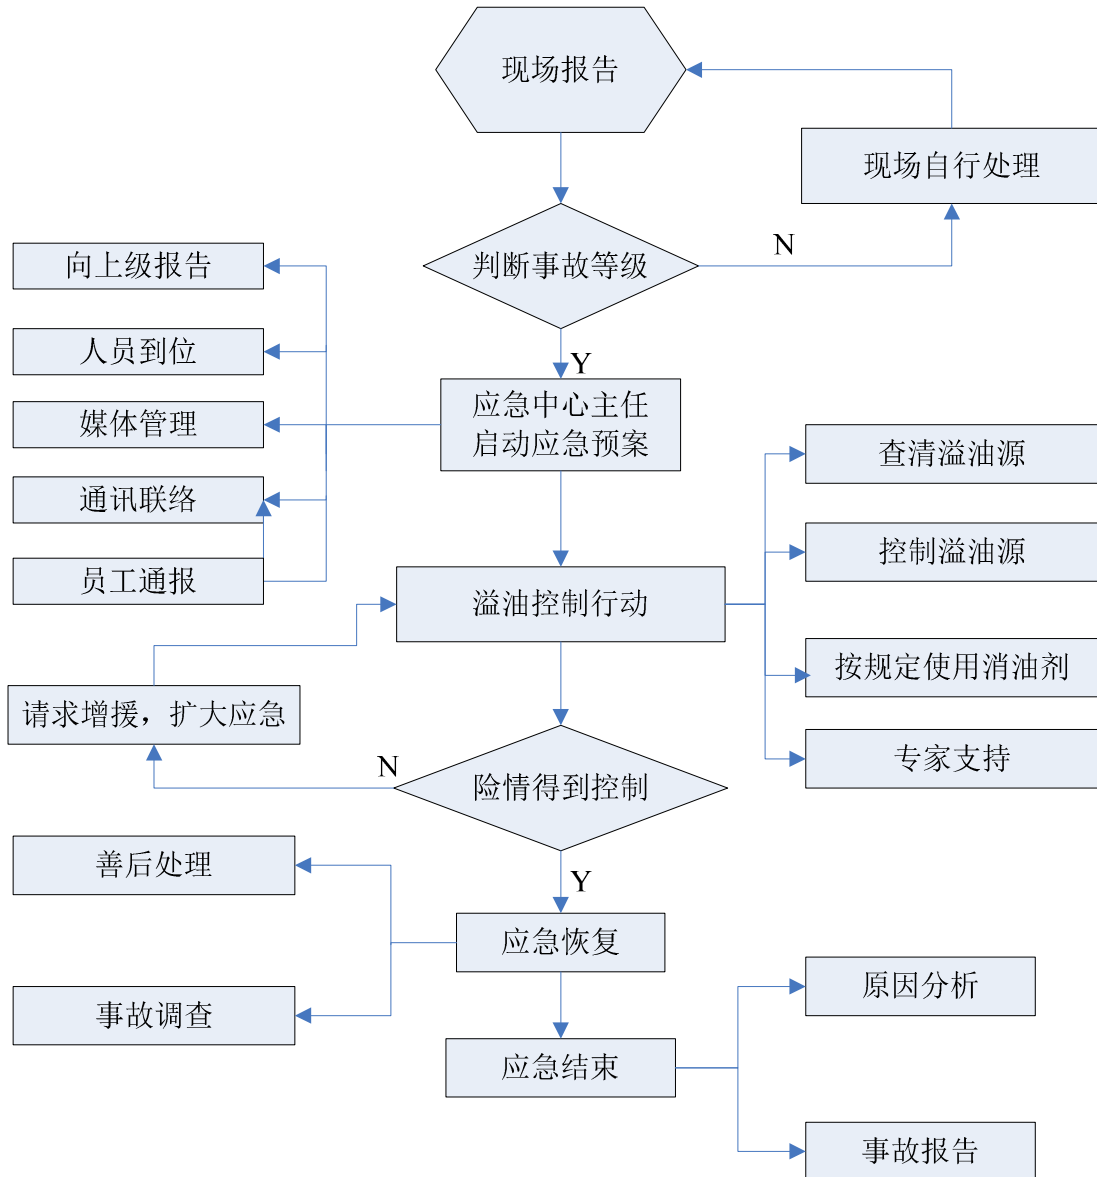 现场报告
现场自行处理
判断事故等级
N
向上级报告
人员到位
Y
媒体管理
应急中心主任
启动应急预案
查清溢油源
通讯联络
控制溢油源
员工通报
溢油控制行动
按规定使用消油剂
请求增援，扩大应急
专家支持
N
险情得到控制
善后处理
Y
应急恢复
原因分析
事故调查
应急结束
事故报告